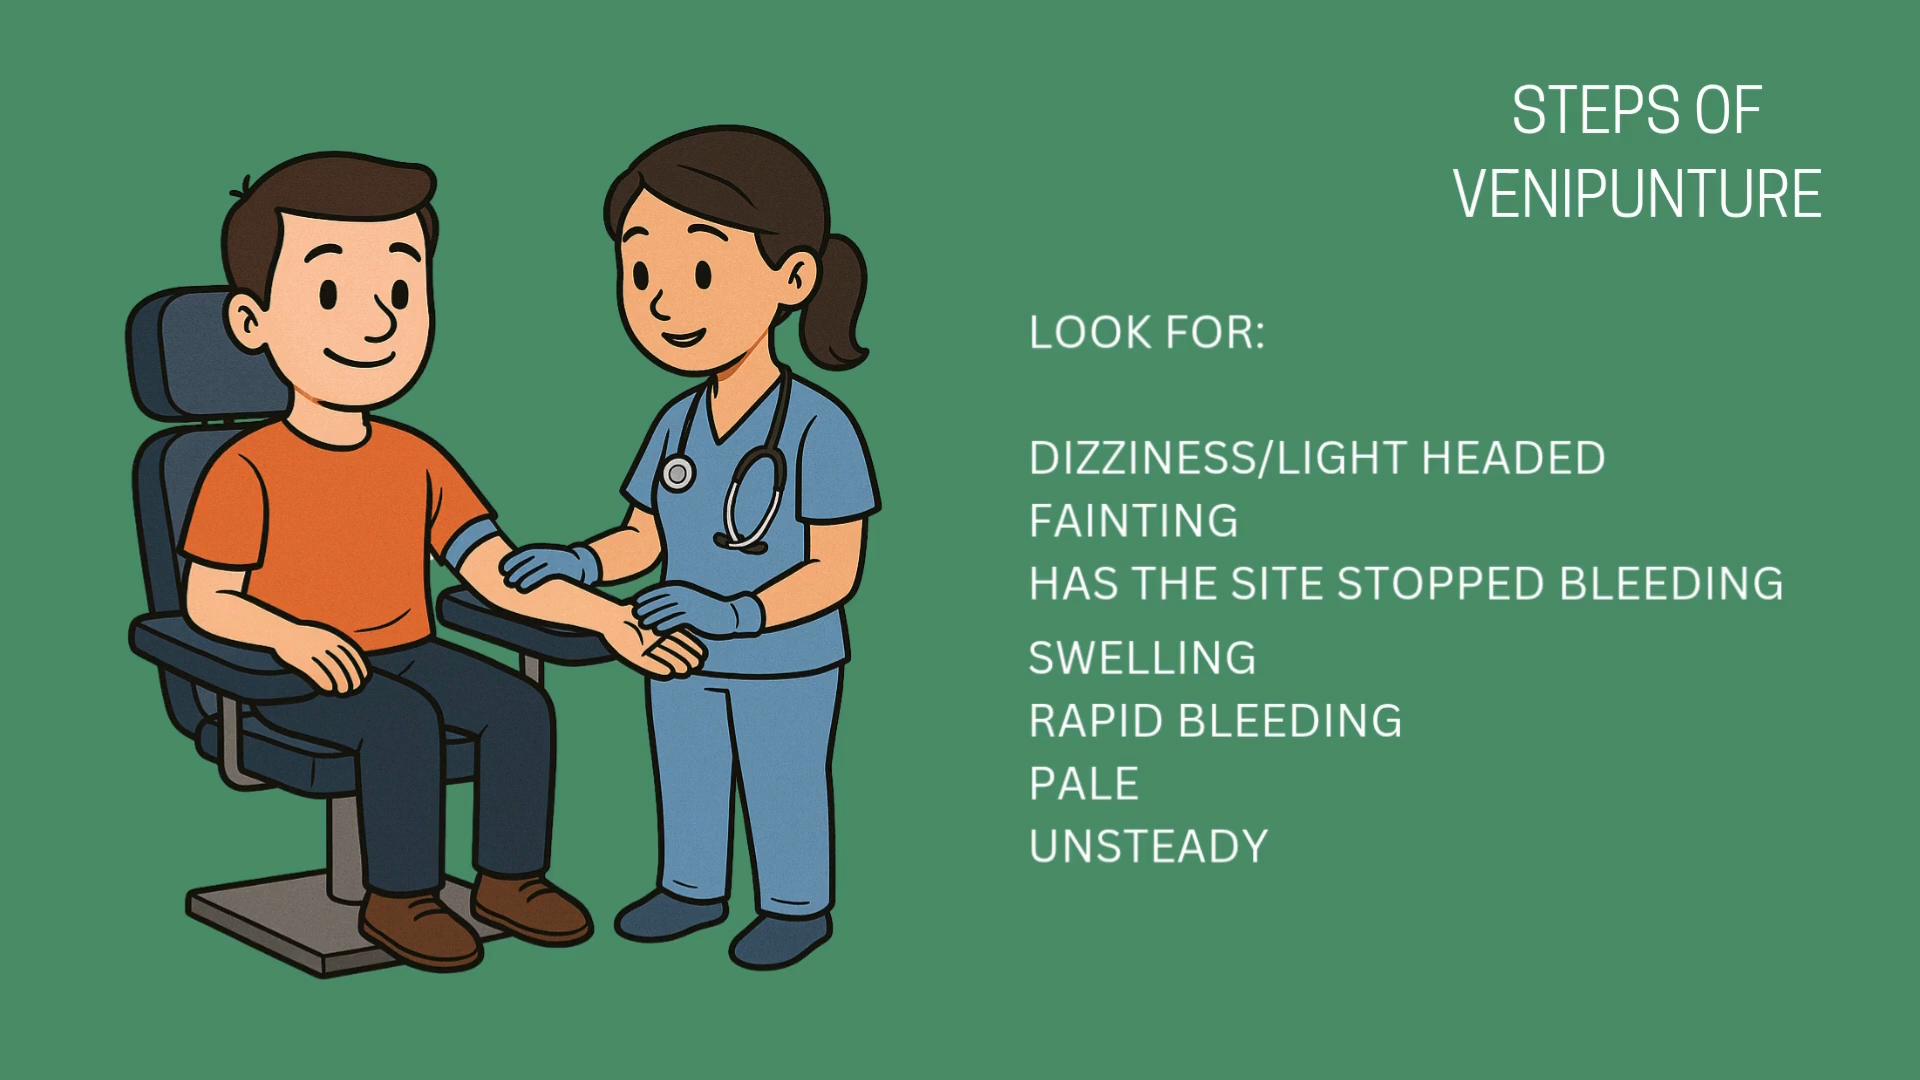 STEPS OF
VENIPUNTURE
LOOK FOR:
DIZZINESS/LIGHT HEADED
FAINTING
HAS THE SITE STOPPED BLEEDING
SWELLING
RAPID BLEEDING
PALE
UNSTEADY